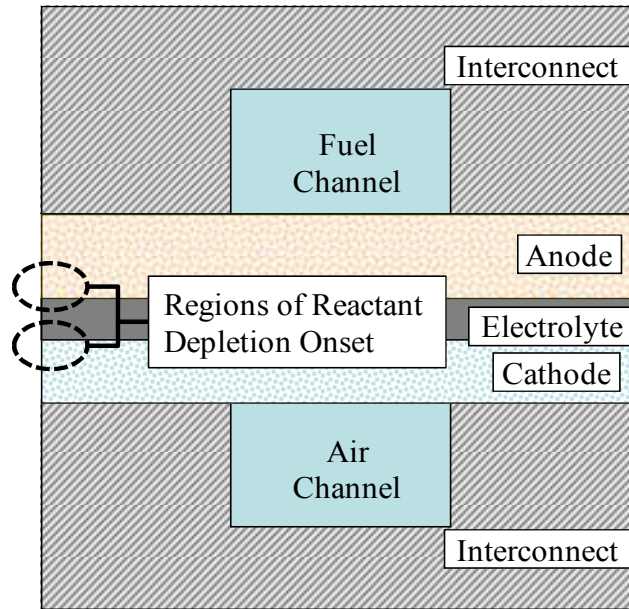 Interconnect
Fuel
Channel
Anode
Regions of Reactant
Depletion Onset
Electrolyte
Cathode
Air
Channel
Interconnect